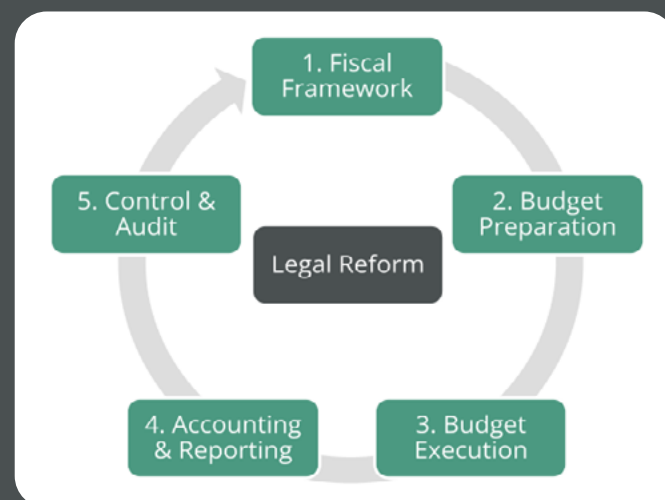 1. Fiscal
Framework
2. Budget
Preparation
3. Budget
Execution
4. Accounting
& Reporting
5. Control &
Audit
Legal Reform